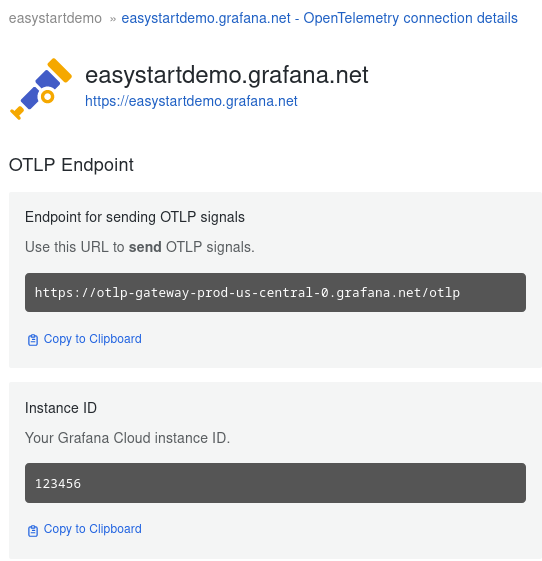 easystartdemo » easystartdemo.grafana.net - OpenTelemetry connection details
easystartdemo.grafana.net
https://easystartdemo.grafana.net
OTLP Endpoint
Endpoint for sending OTLP signals
Use this URL to send OTLP signals.
https://otlp-gateway-prod-us-central-0.grafana.net/otlp
Copy to Clipboard
Instance ID
Your Grafana Cloud instance ID.
123456
Copy to Clipboard